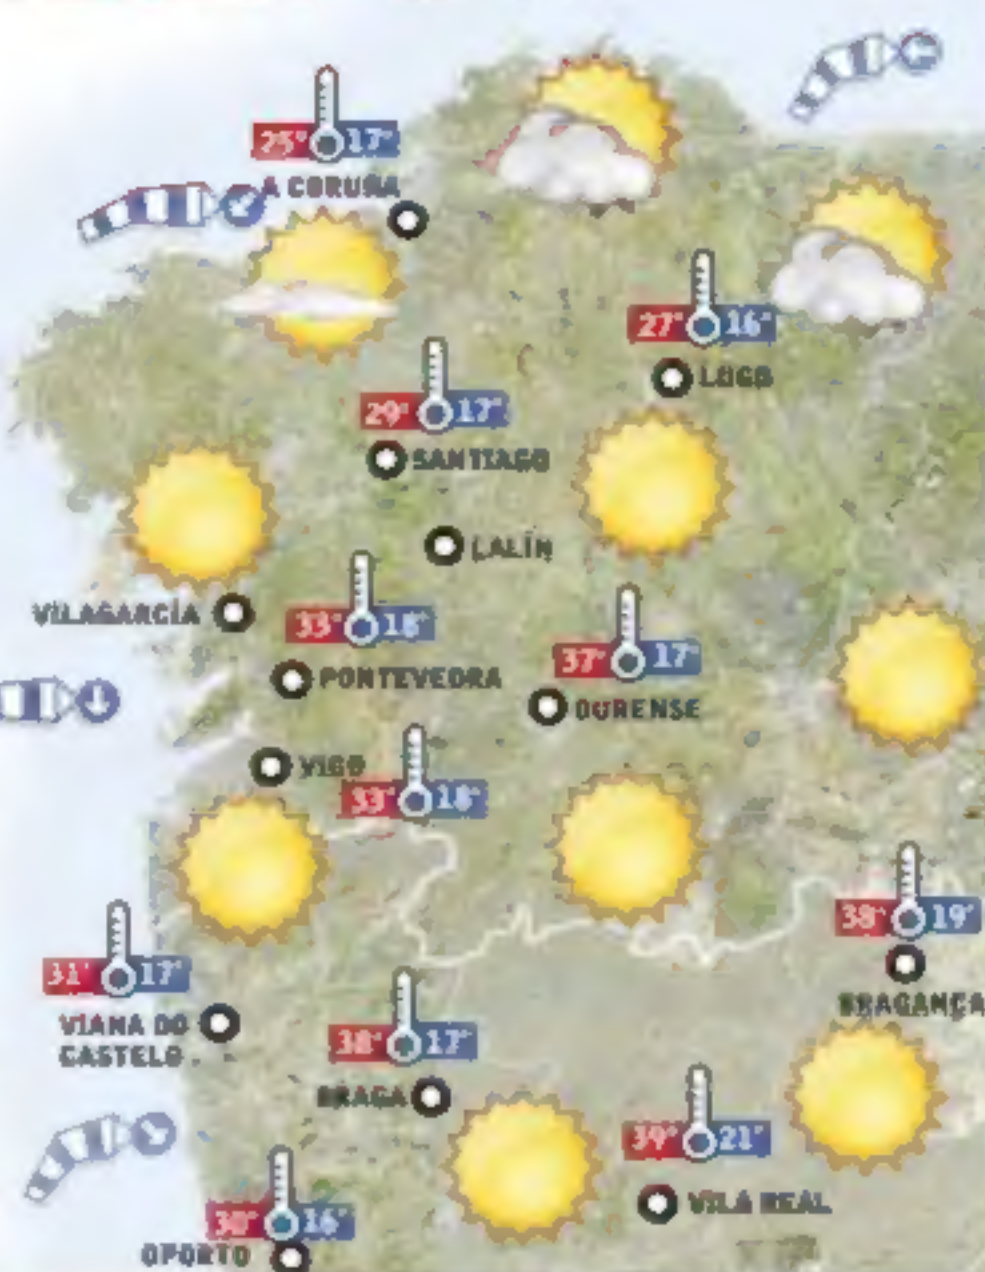 25° 17°
A CORUÑA
27° 16°
LUGO
29° 17°
SANTIAGO
LALÍN
VILAGARCÍA
33° 18°
PONTEVEDRA
37° 17°
OURENSE
VIGO
33° 18°
38° 19°
BRAGANÇA
31° 17°
VIANA DO
CASTELO
38° 17°
BRAGA
39° 21°
VILA REAL
30° 16°
OPORTO